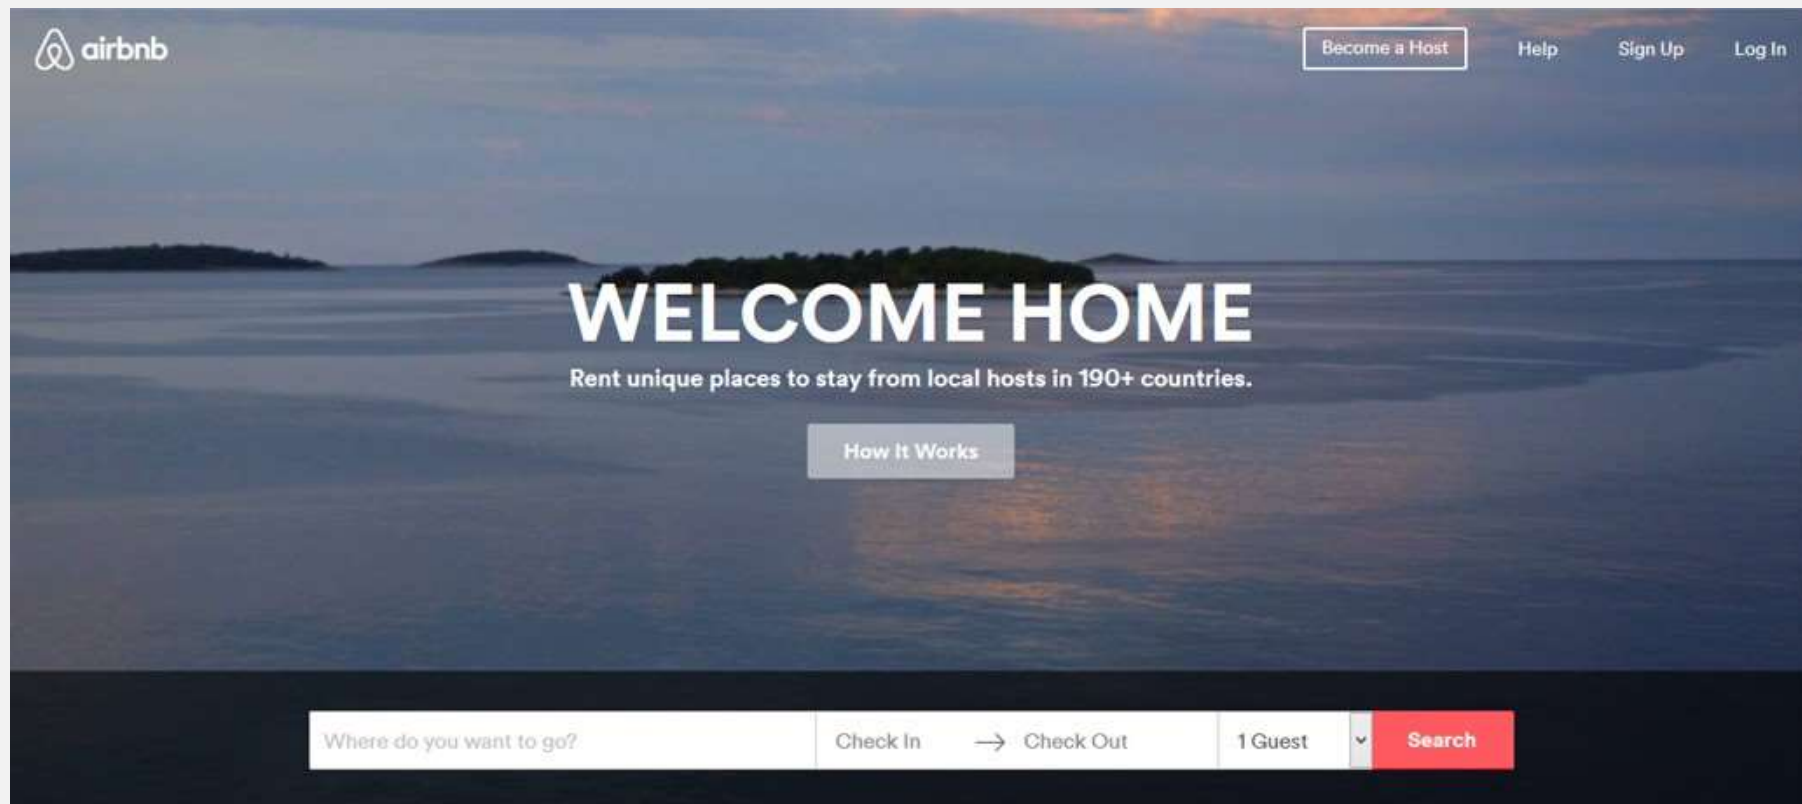 airbnb
Become a Host Help Sign Up Log In
WELCOME HOME
Rent unique places to stay from local hosts in 190+ countries.
How It Works
Where do you want to go? Check In → Check Out 1 Guest Search